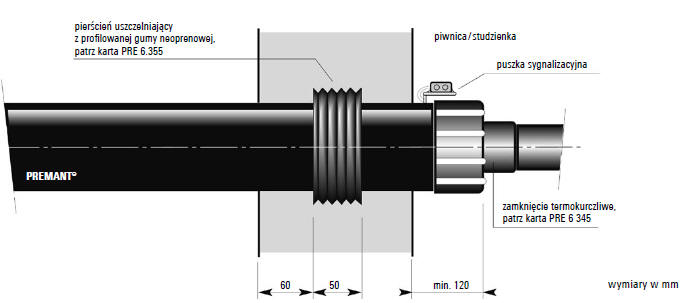 pierścień uszczelniający
z profilowanej gumy neoprenowej,
patrz karta PRE 6.355
piwnica/studzienka
puszka sygnalizacyjna
PREMANT®
zamknięcie termokurczliwe,
patrz karta PRE 6 345
60
50
min. 120
wymiary w mm